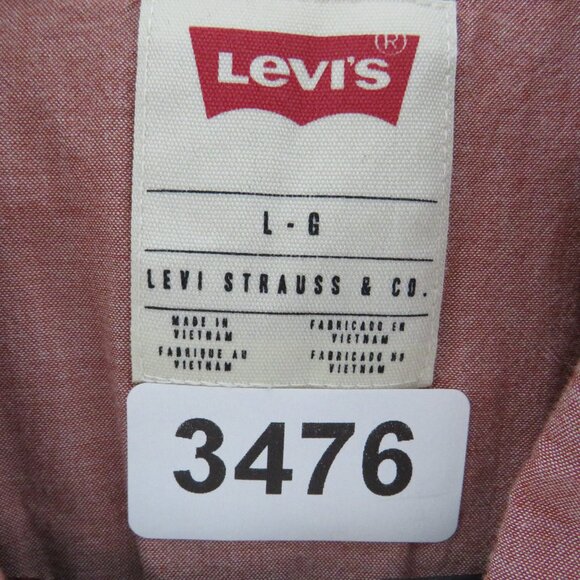 LEVI'S
(R)
L - G
LEVI STRAUSS & CO.
MADE IN
VIETNAM
FABRICADO EN
VIETNAM
FABRIQUE AU
VIETNAM
FABRICADO NO
VIETNAM
3476